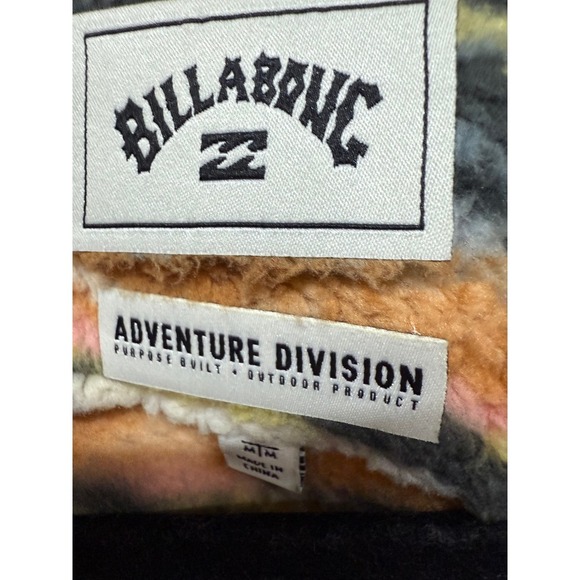 BILLABONG
ADVENTURE DIVISION
PURPOSE BUILT • OUTDOOR PRODUCT
M M
MADE IN
CHINA